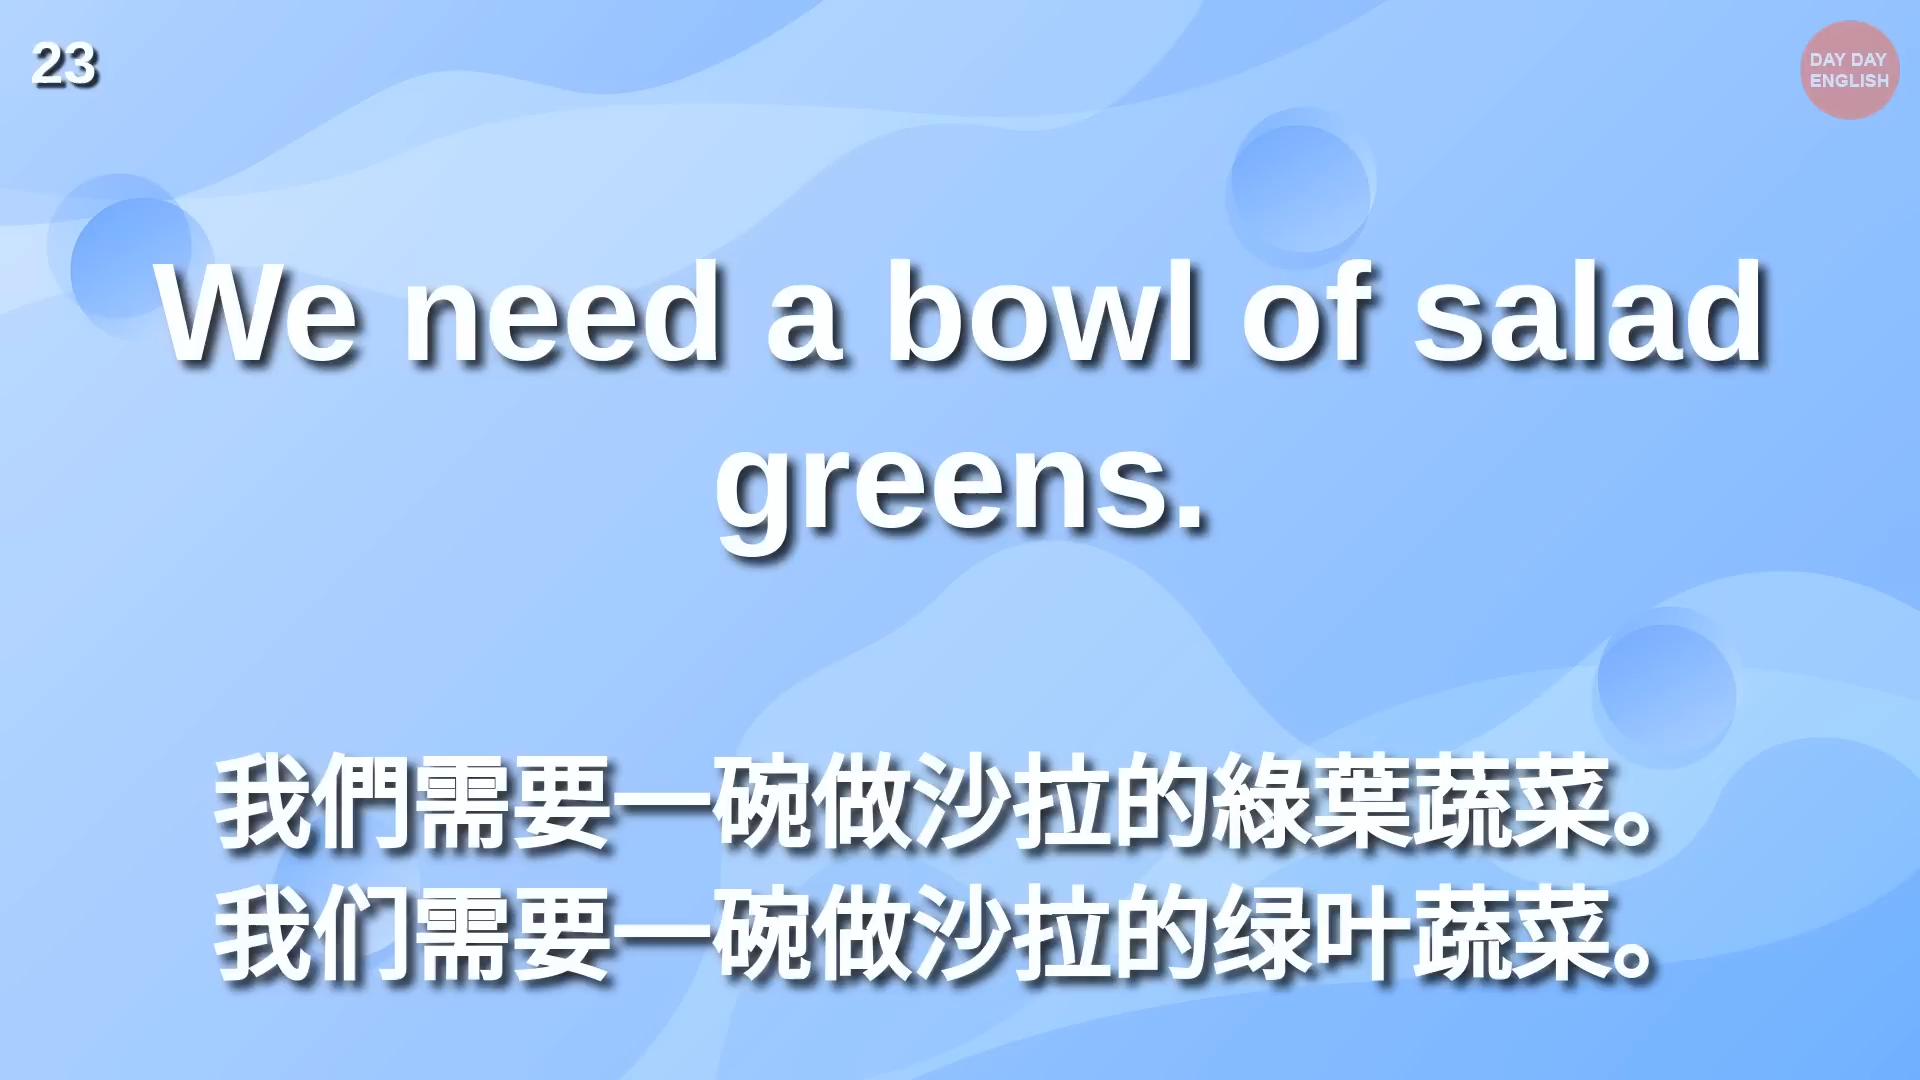 23
DAY DAY
ENGLISH
We need a bowl of salad
greens.
我們需要一碗做沙拉的綠葉蔬菜。
我们需要一碗做沙拉的绿叶蔬菜。